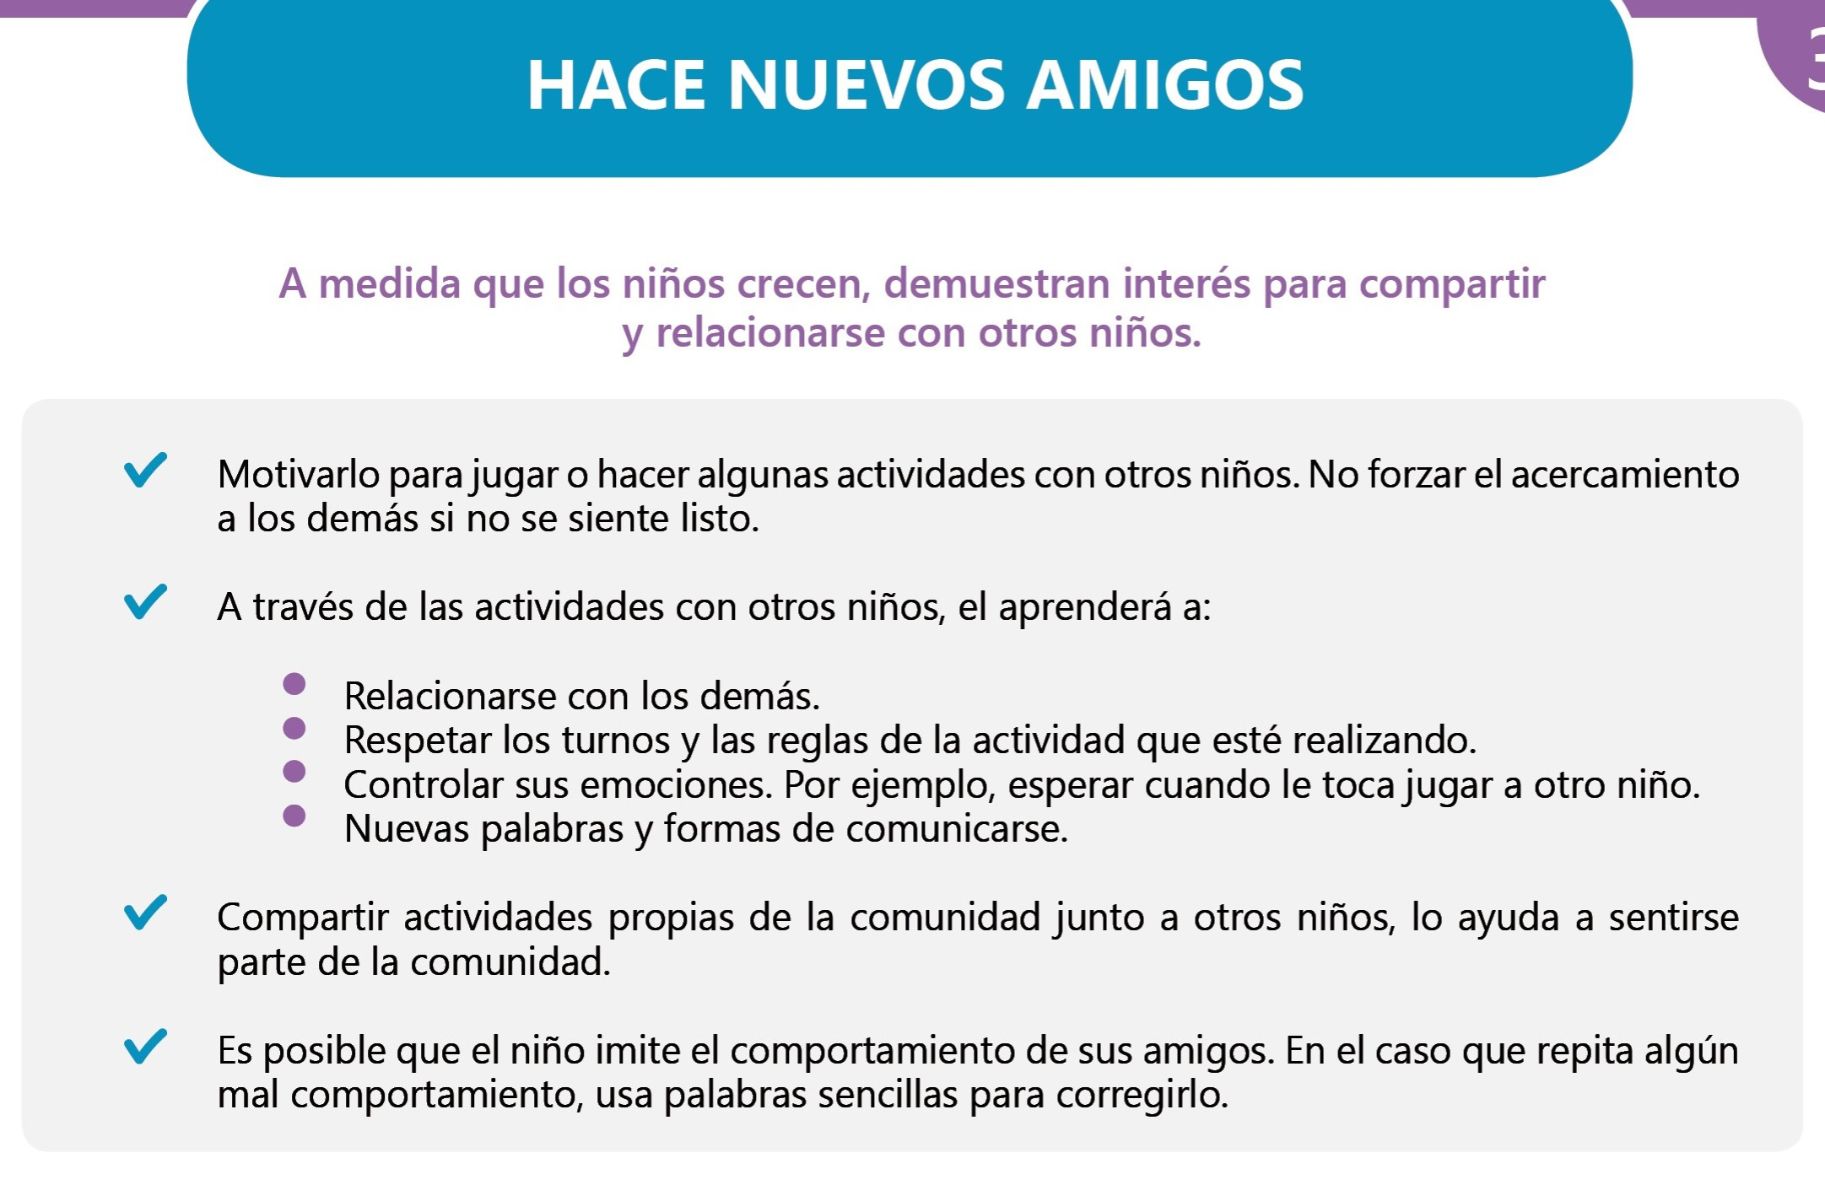 HACE NUEVOS AMIGOS
A medida que los niños crecen, demuestran interés para compartir
y relacionarse con otros niños.
Motivarlo para jugar o hacer algunas actividades con otros niños. No forzar el acercamiento
a los demás si no se siente listo.
A través de las actividades con otros niños, el aprenderá a:
Relacionarse con los demás.
Respetar los turnos y las reglas de la actividad que esté realizando.
Controlar sus emociones. Por ejemplo, esperar cuando le toca jugar a otro niño.
Nuevas palabras y formas de comunicarse.
Compartir actividades propias de la comunidad junto a otros niños, lo ayuda a sentirse
parte de la comunidad.
Es posible que el niño imite el comportamiento de sus amigos. En el caso que repita algún
mal comportamiento, usa palabras sencillas para corregirlo.